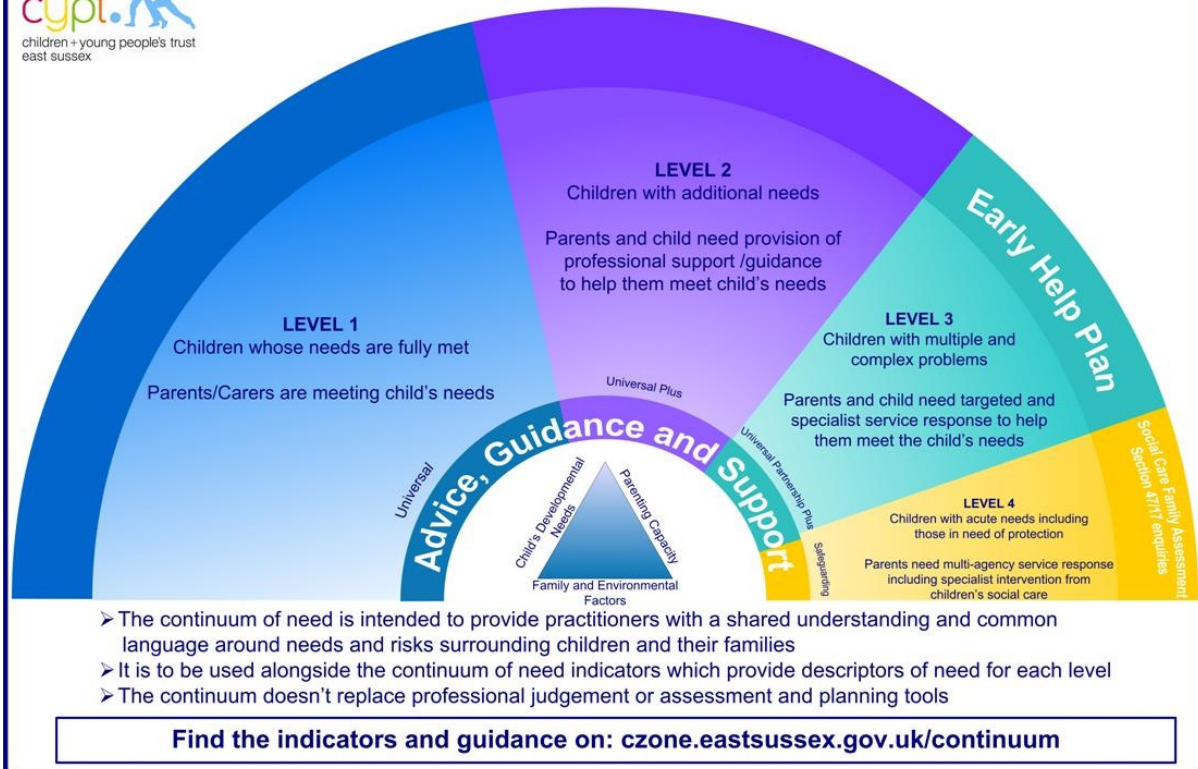 cypt.
children + young people's trust
east sussex
LEVEL 1
Children whose needs are fully met
Parents/Carers are meeting child's needs
LEVEL 2
Children with additional needs
Parents and child need provision of
professional support /guidance
to help them meet child's needs
LEVEL 3
Children with multiple and
complex problems
Parents and child need targeted and
specialist service response to help
them meet the child's needs
LEVEL 4
Children with acute needs including
those in need of protection
Parents need multi-agency service response
including specialist intervention from
children's social care
Early Help Plan
Social Care Family Assessment
Section 47/17 enquiries
Universal
Universal Plus
Universal Partnership Plus
Safeguarding
Advice, Guidance and Support
Child's Developmental
Needs
Parenting Capacity
Family and Environmental
Factors
➢ The continuum of need is intended to provide practitioners with a shared understanding and common
language around needs and risks surrounding children and their families
➢ It is to be used alongside the continuum of need indicators which provide descriptors of need for each level
➢ The continuum doesn't replace professional judgement or assessment and planning tools
Find the indicators and guidance on: czone.eastsussex.gov.uk/continuum